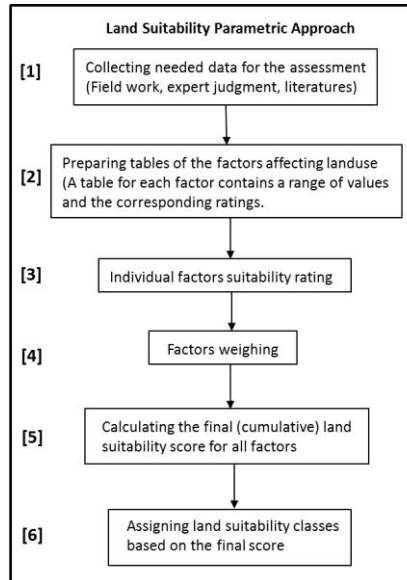 Land Suitability Parametric Approach
[1]
Collecting needed data for the assessment
(Field work, expert judgment, literatures)
[2]
Preparing tables of the factors affecting landuse
(A table for each factor contains a range of values
and the corresponding ratings.
[3]
Individual factors suitability rating
[4]
Factors weighing
[5]
Calculating the final (cumulative) land
suitability score for all factors
[6]
Assigning land suitability classes
based on the final score